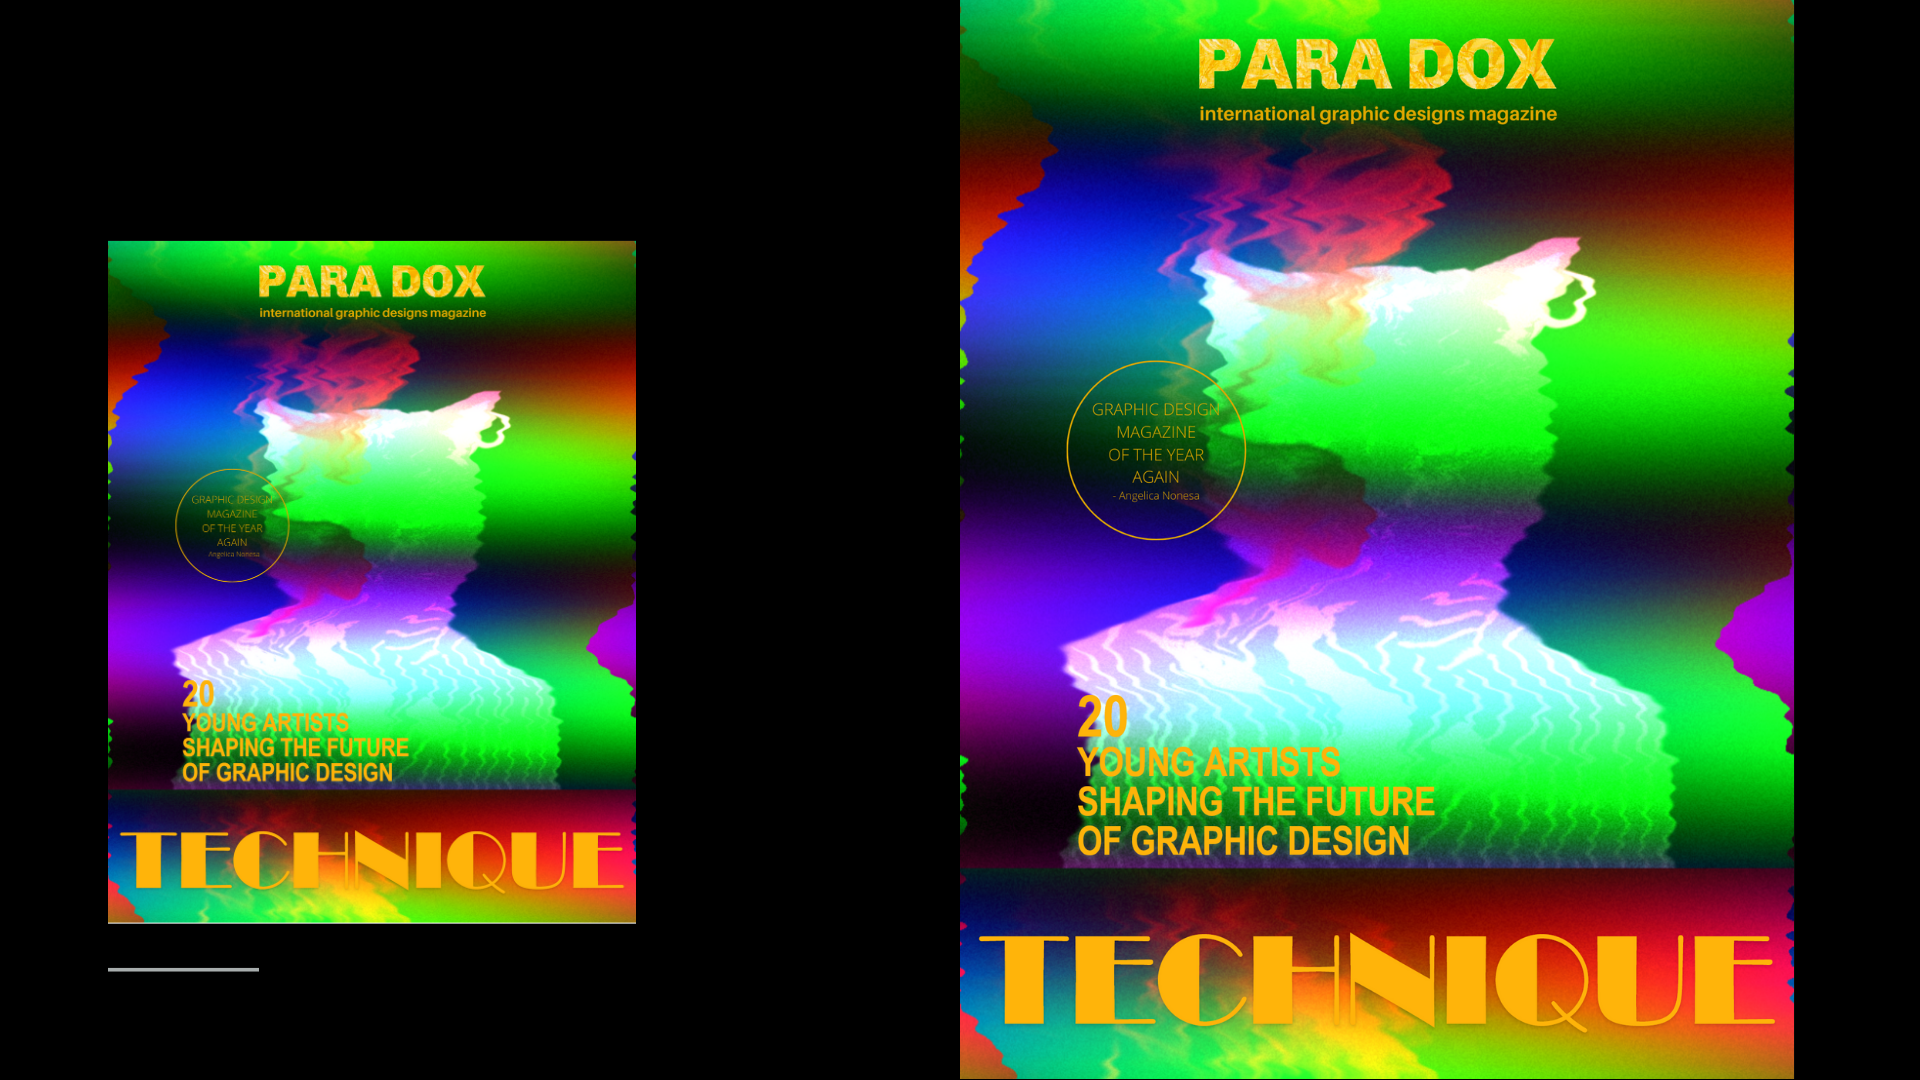 PARA DOX
international graphic designs magazine
GRAPHIC DESIGN
MAGAZINE
OF THE YEAR
AGAIN
- Angelica Nonesa
20
YOUNG ARTISTS
SHAPING THE FUTURE
OF GRAPHIC DESIGN
TECHNIQUE
PARA DOX
international graphic designs magazine
GRAPHIC DESIGN
MAGAZINE
OF THE YEAR
AGAIN
- Angelica Nonesa
20
YOUNG ARTISTS
SHAPING THE FUTURE
OF GRAPHIC DESIGN
TECHNIQUE